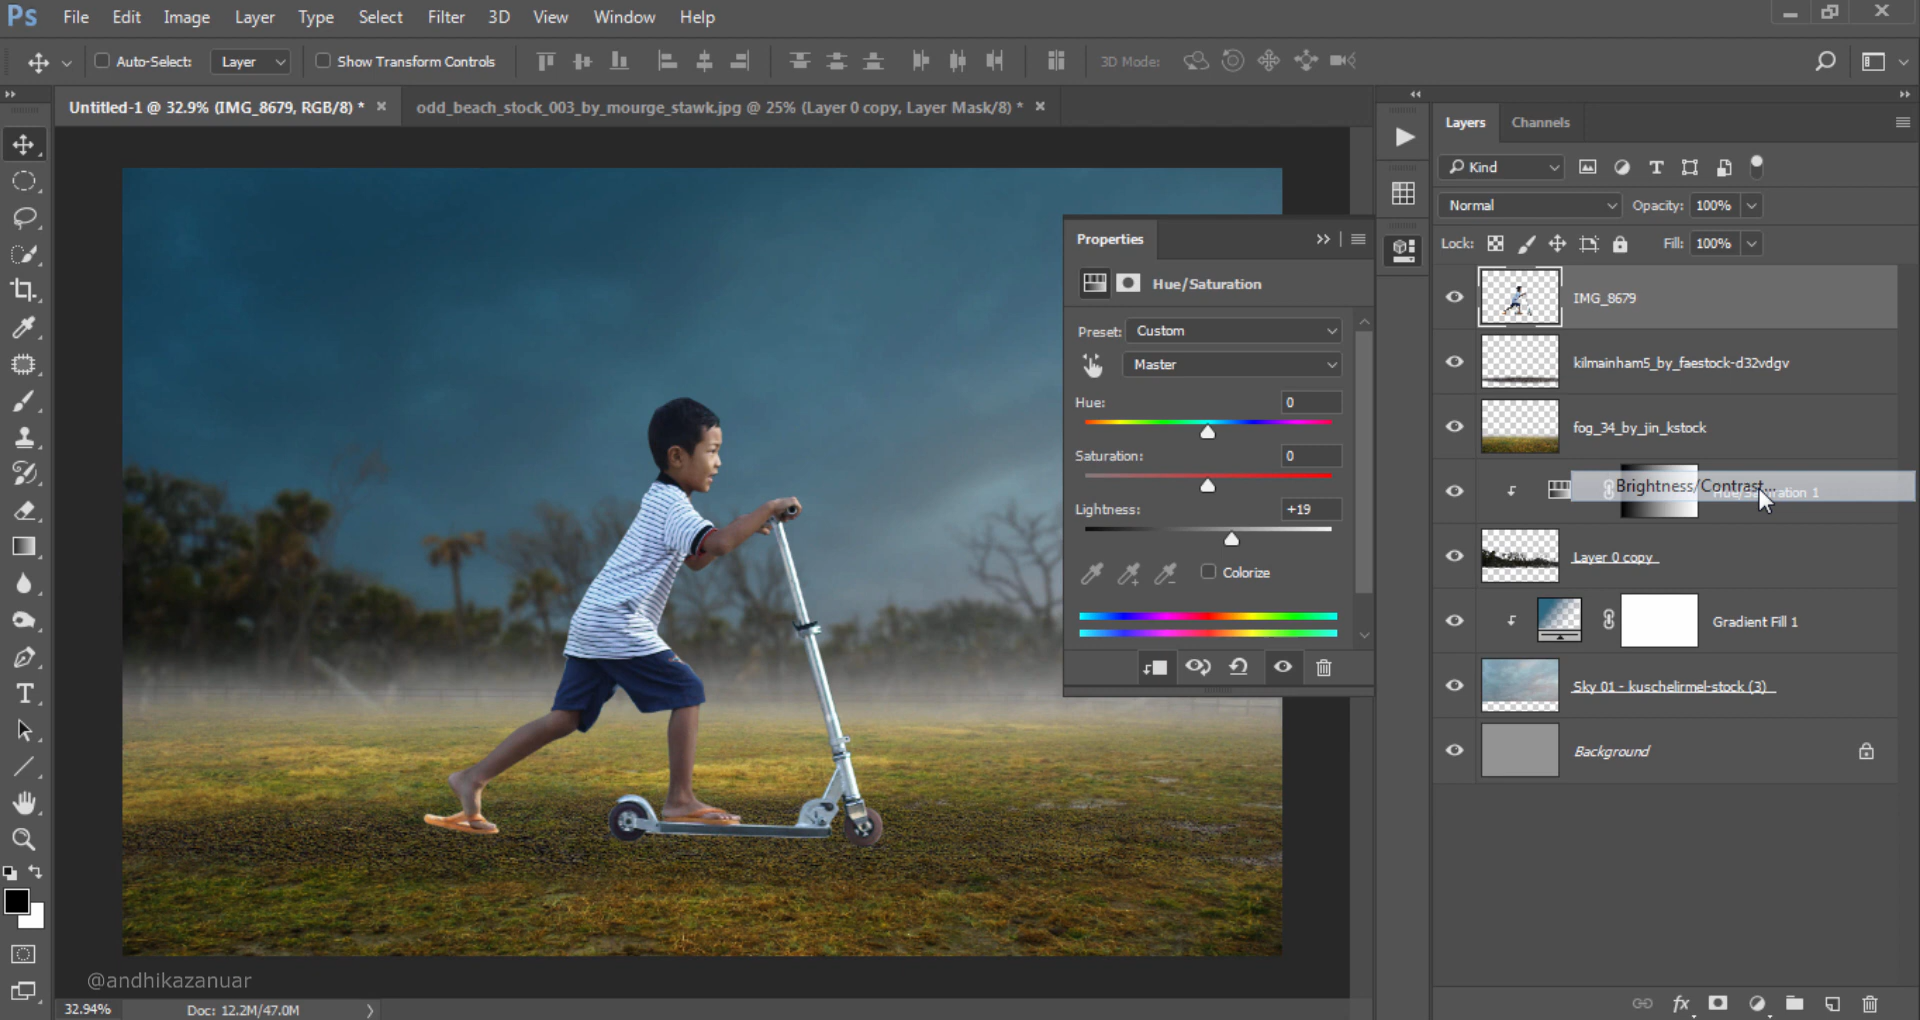 Ps File Edit Image Layer Type Select Filter 3D View Window Help
Auto-Select: Layer Show Transform Controls 3D Mode:
Untitled-1 @ 32.9% (IMG_8679, RGB/8) * × odd_beach_stock_003_by_mourge_stawk.jpg @ 25% (Layer 0 copy, Layer Mask/8) * ×
Layers Channels
Kind
Normal Opacity: 100%
Lock: Fill: 100%
Properties
Hue/Saturation
Preset: Custom
Master
Hue: 0
Saturation: 0
Lightness: +19
Colorize
IMG_8679
kilmainham5_by_faestock-d32vdgv
fog_34_by_jin_kstock
Brightness/Contrast...
Hue/Saturation 1
Layer 0 copy
Gradient Fill 1
Sky 01 - kuschelirmel-stock (3)
Background
@andhikazanuar
32.94% Doc: 12.2M/47.0M
fx